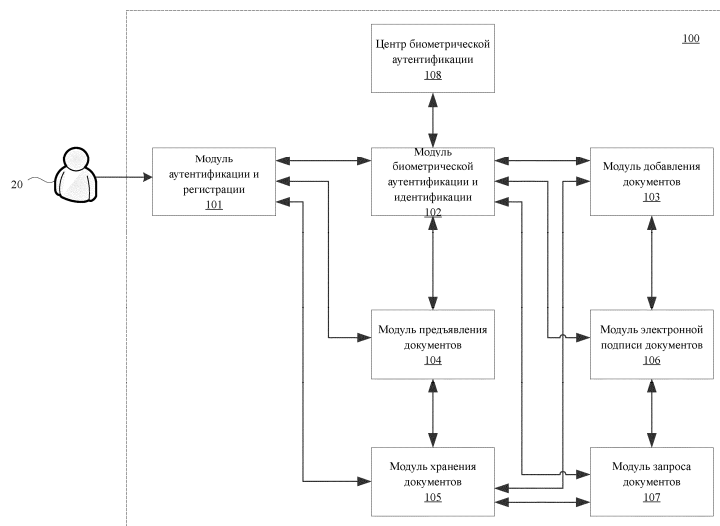 100
Центр биометрической
аутентификации
108
20
Модуль
аутентификации и
регистрации
101
Модуль
биометрической
аутентификации и
идентификации
102
Модуль добавления
документов
103
Модуль предъявления
документов
104
Модуль электронной
подписи документов
106
Модуль хранения
документов
105
Модуль запроса
документов
107